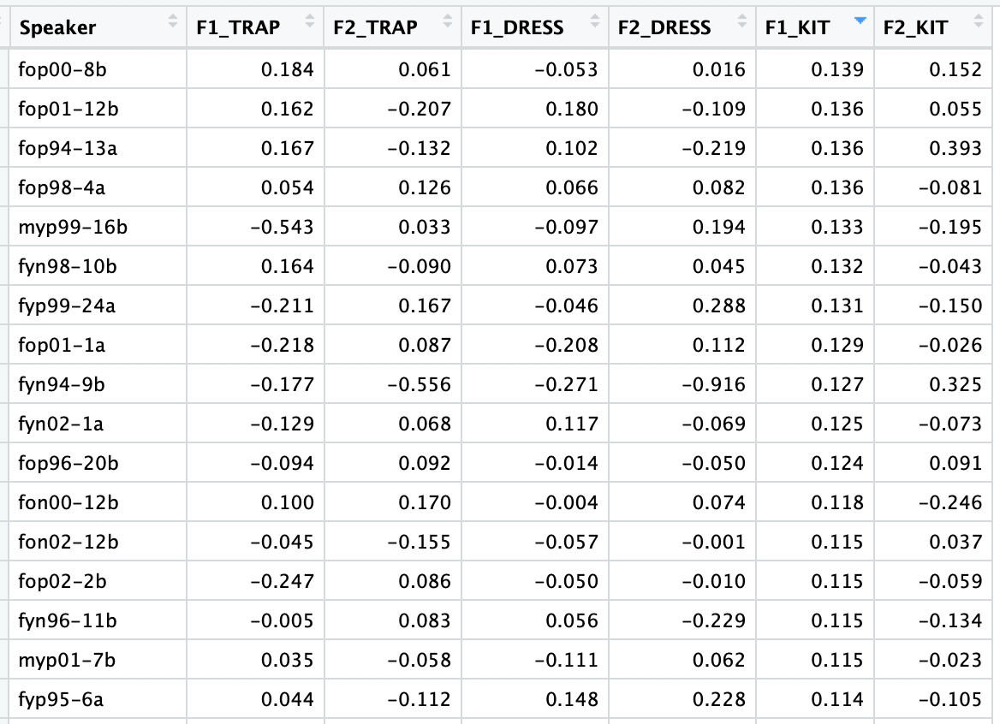 Speaker F1_TRAP F2_TRAP F1_DRESS F2_DRESS F1_KIT F2_KIT
fop00-8b 0.184 0.061 -0.053 0.016 0.139 0.152
fop01-12b 0.162 -0.207 0.180 -0.109 0.136 0.055
fop94-13a 0.167 -0.132 0.102 -0.219 0.136 0.393
fop98-4a 0.054 0.126 0.066 0.082 0.136 -0.081
myp99-16b -0.543 0.033 -0.097 0.194 0.133 -0.195
fyn98-10b 0.164 -0.090 0.073 0.045 0.132 -0.043
fyp99-24a -0.211 0.167 -0.046 0.288 0.131 -0.150
fop01-1a -0.218 0.087 -0.208 0.112 0.129 -0.026
fyn94-9b -0.177 -0.556 -0.271 -0.916 0.127 0.325
fyn02-1a -0.129 0.068 0.117 -0.069 0.125 -0.073
fop96-20b -0.094 0.092 -0.014 -0.050 0.124 0.091
fon00-12b 0.100 0.170 -0.004 0.074 0.118 -0.246
fon02-12b -0.045 -0.155 -0.057 -0.001 0.115 0.037
fop02-2b -0.247 0.086 -0.050 -0.010 0.115 -0.059
fyn96-11b -0.005 0.083 0.056 -0.229 0.115 -0.134
myp01-7b 0.035 -0.058 -0.111 0.062 0.115 -0.023
fyp95-6a 0.044 -0.112 0.148 0.228 0.114 -0.105